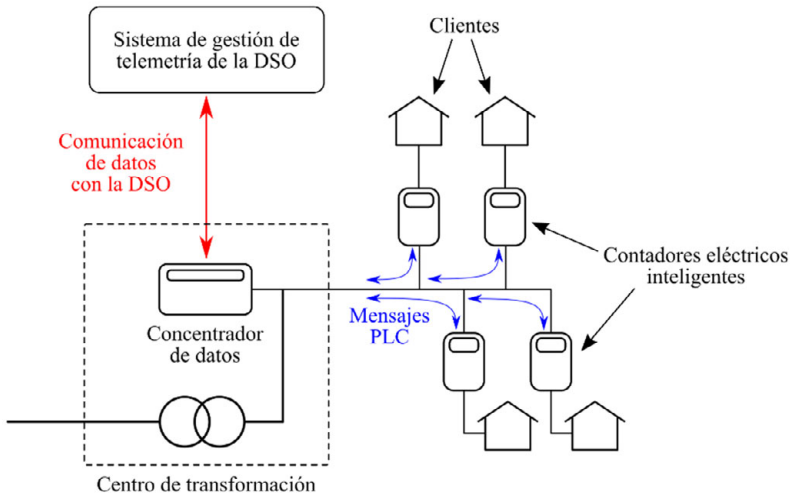 Sistema de gestión de
telemetría de la DSO
Clientes
Comunicación
de datos
con la DSO
Contadores eléctricos
inteligentes
Mensajes
PLC
Concentrador
de datos
Centro de transformación